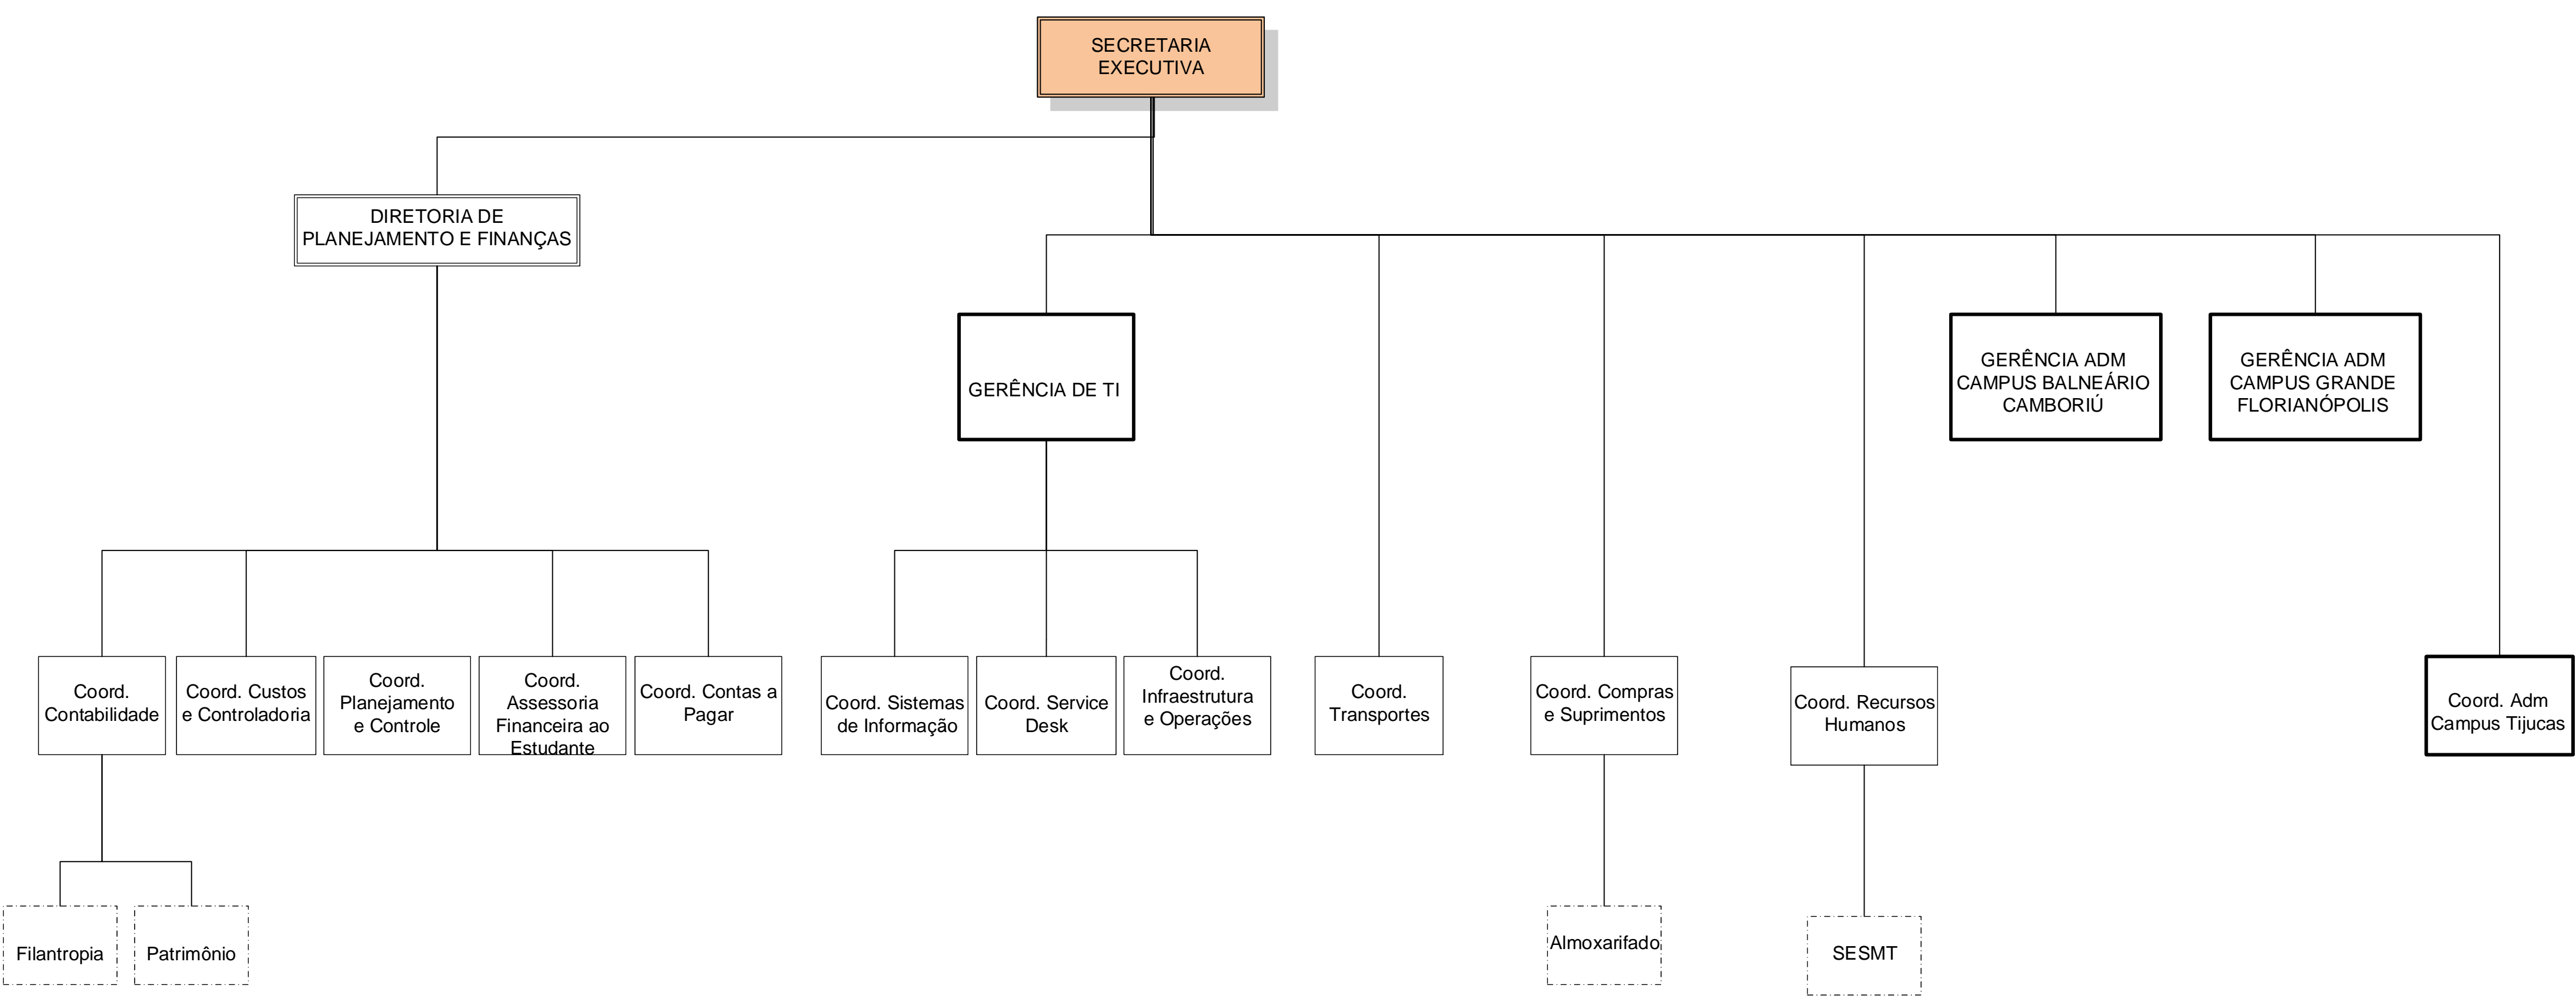 SECRETARIA
EXECUTIVA
DIRETORIA DE
PLANEJAMENTO E FINANÇAS
GERÊNCIA DE TI
GERÊNCIA ADM
CAMPUS BALNEÁRIO
CAMBORIÚ
GERÊNCIA ADM
CAMPUS GRANDE
FLORIANÓPOLIS
Coord.
Contabilidade
Coord. Custos
e Controladoria
Coord.
Planejamento
e Controle
Coord.
Assessoria
Financeira ao
Estudante
Coord. Contas a
Pagar
Coord. Sistemas
de Informação
Coord. Service
Desk
Coord.
Infraestrutura
e Operações
Coord.
Transportes
Coord. Compras
e Suprimentos
Coord. Recursos
Humanos
Coord. Adm
Campus Tijucas
Filantropia
Patrimônio
Almoxarifado
SESMT